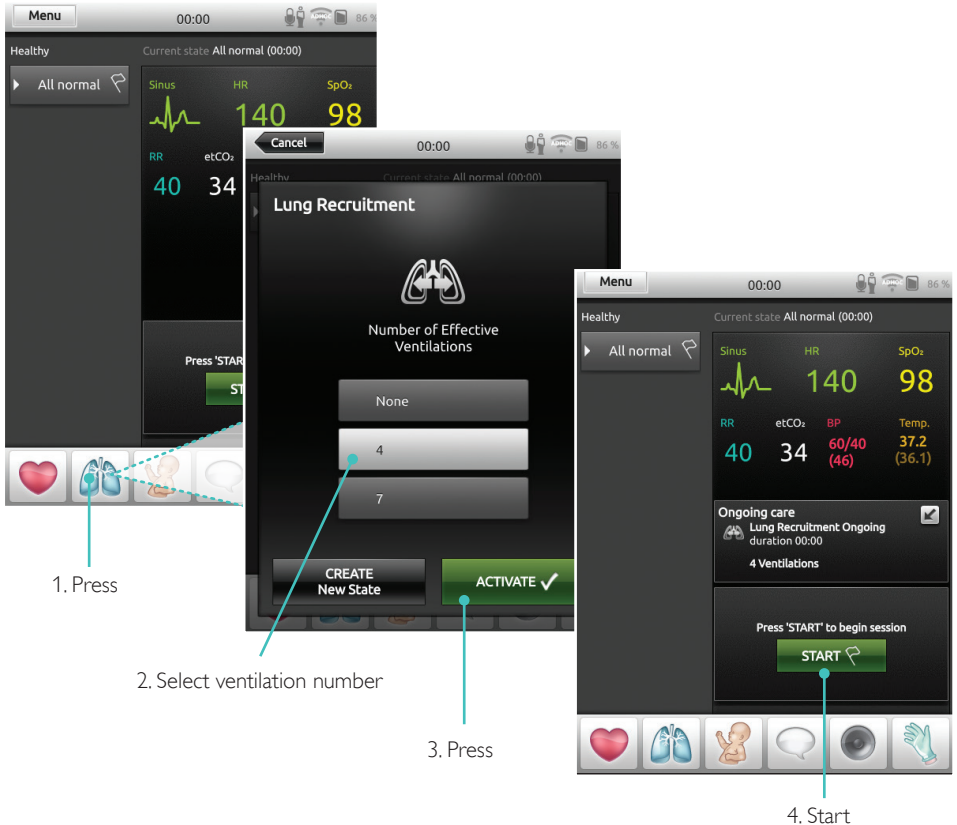 Menu
00:00
86 %
Healthy
Current state All normal (00:00)
All normal
Sinus
HR
SpO₂
140
98
RR
etCO₂
40
34
Press 'STAR
ST
1. Press
Cancel
00:00
86 %
Healthy
Current state All normal (00:00)
Lung Recruitment
Number of Effective
Ventilations
None
4
7
CREATE
New State
ACTIVATE
2. Select ventilation number
3. Press
Menu
00:00
86 %
Healthy
Current state All normal (00:00)
All normal
Sinus
HR
SpO₂
140
98
RR
etCO₂
BP
Temp.
40
34
60/40
(46)
37.2
(36.1)
Ongoing care
Lung Recruitment Ongoing
duration 00:00
4 Ventilations
Press 'START' to begin session
START
4. Start